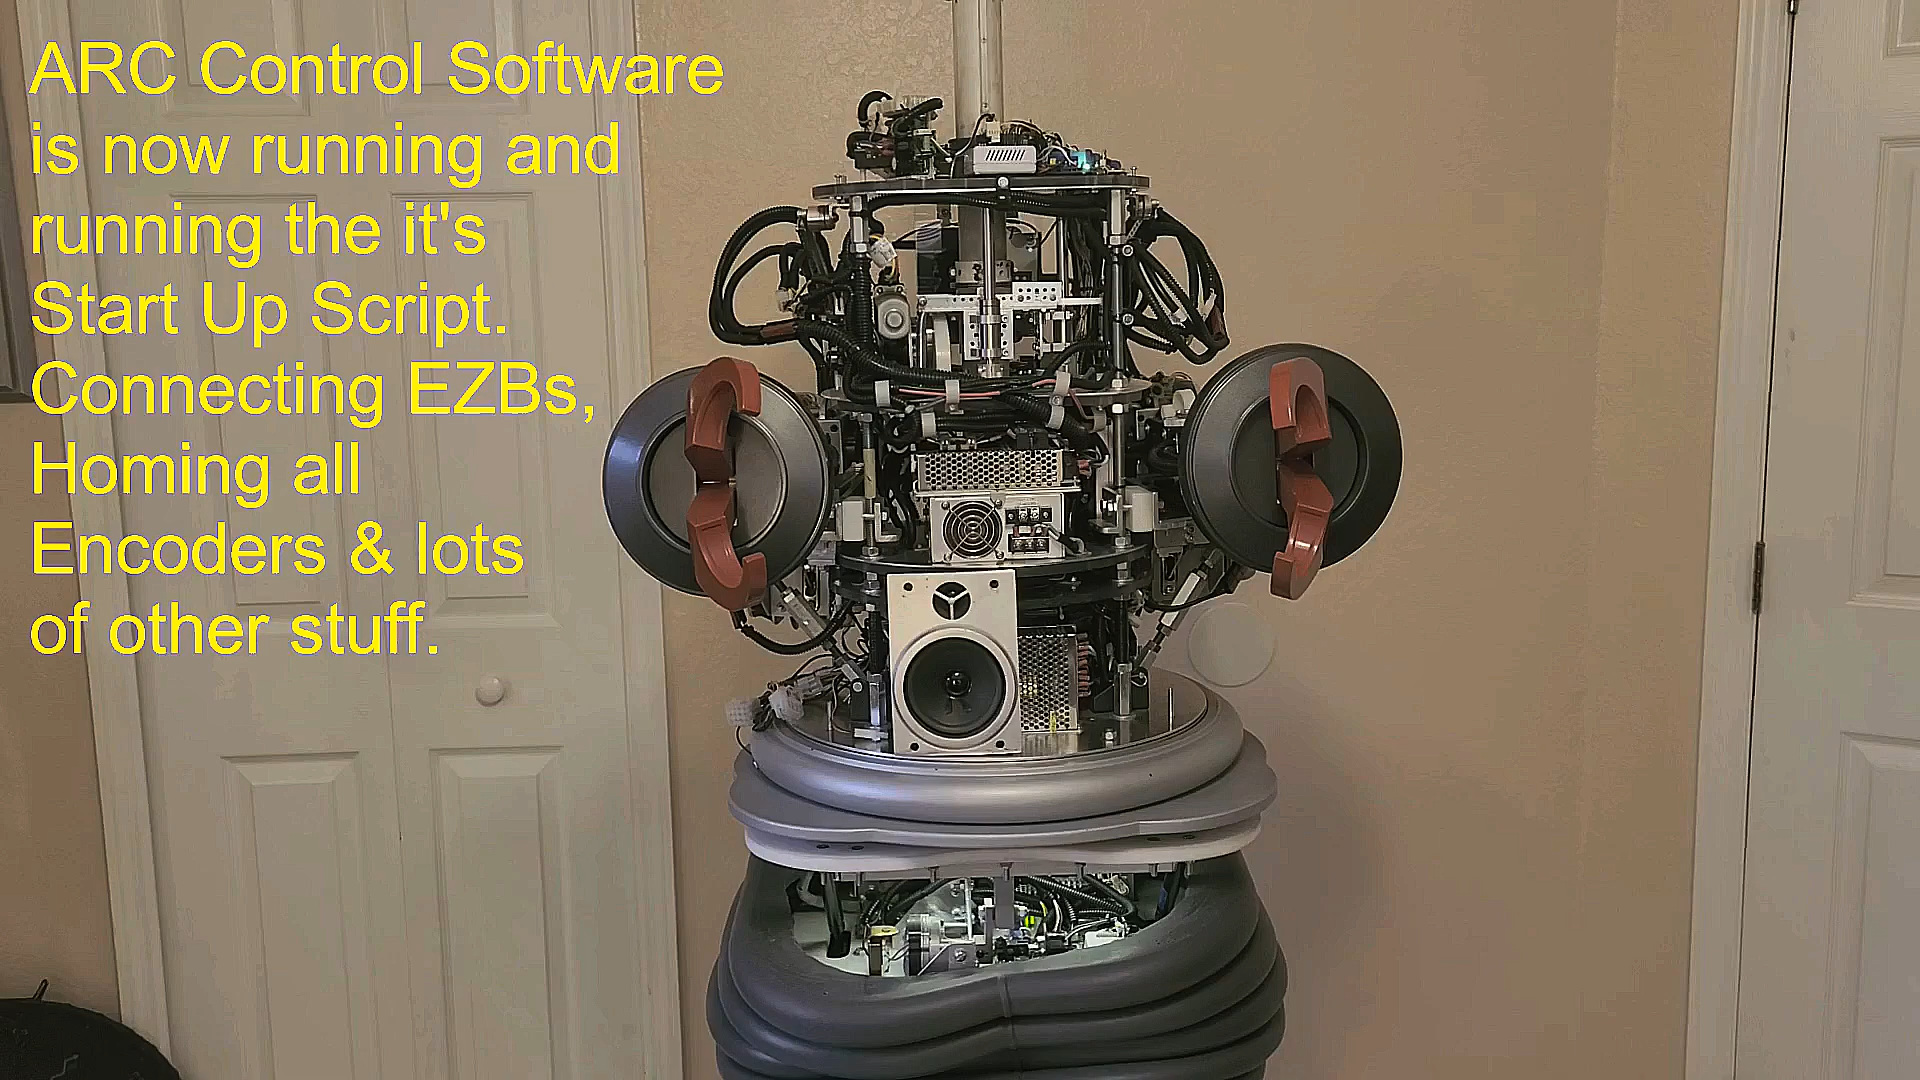 ARC Control Software
is now running and
running the it's
Start Up Script.
Connecting EZBs,
Homing all
Encoders & lots
of other stuff.